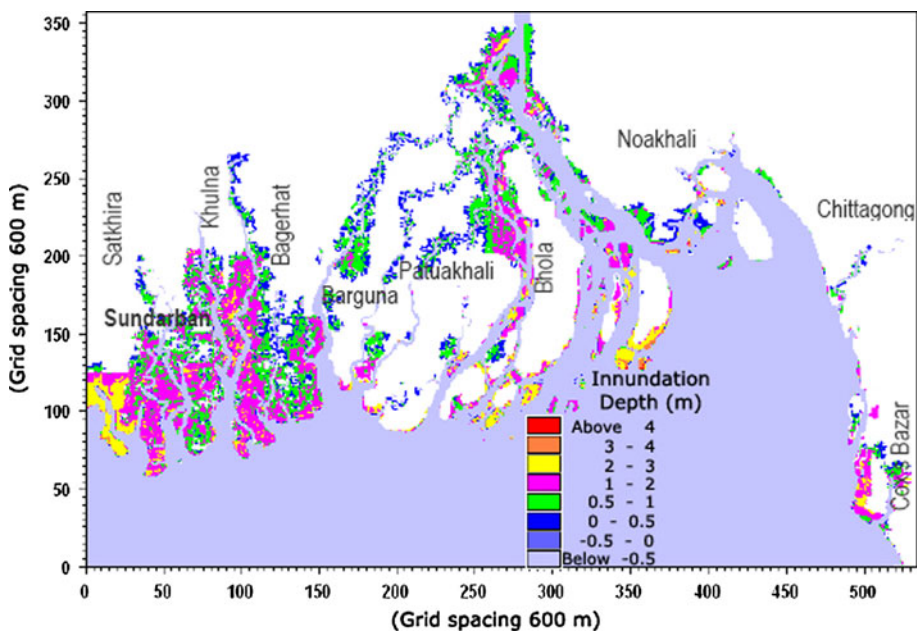 (Grid spacing 600 m)
350
300
250
200
150
100
50
0
Satkhira
Khulna
Bagerhat
Sundarban
Barguna
Patuakhali
Bhola
Noakhali
Chittagong
Cox's Bazar
Innundation
Depth (m)
Above 4
3 - 4
2 - 3
1 - 2
0.5 - 1
0 - 0.5
-0.5 - 0
Below -0.5
0 50 100 150 200 250 300 350 400 450 500
(Grid spacing 600 m)